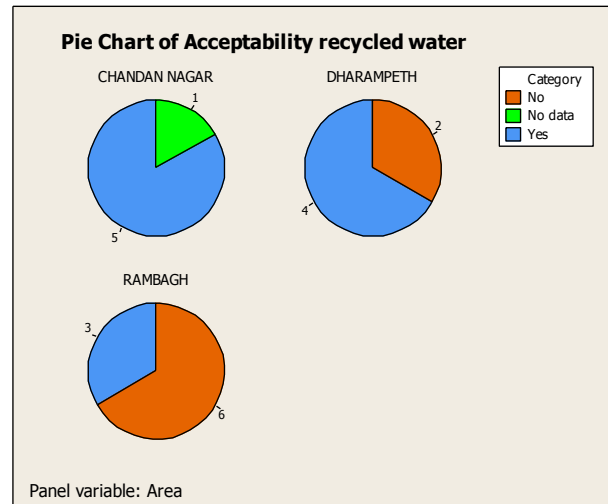 Pie Chart of Acceptability recycled water
CHANDAN NAGAR
1
5
DHARAMPETH
2
4
Category
No
No data
Yes
RAMBAGH
3
6
Panel variable: Area